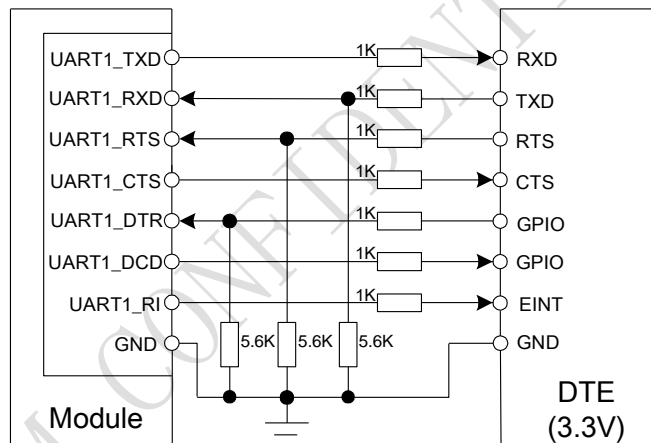 UART1_TXD 1K RXD
UART1_RXD 1K TXD
UART1_RTS 1K RTS
UART1_CTS 1K CTS
UART1_DTR 1K GPIO
UART1_DCD 1K GPIO
UART1_RI 1K EINT
GND 5.6K 5.6K 5.6K GND
Module
DTE
(3.3V)
CONFIDENT